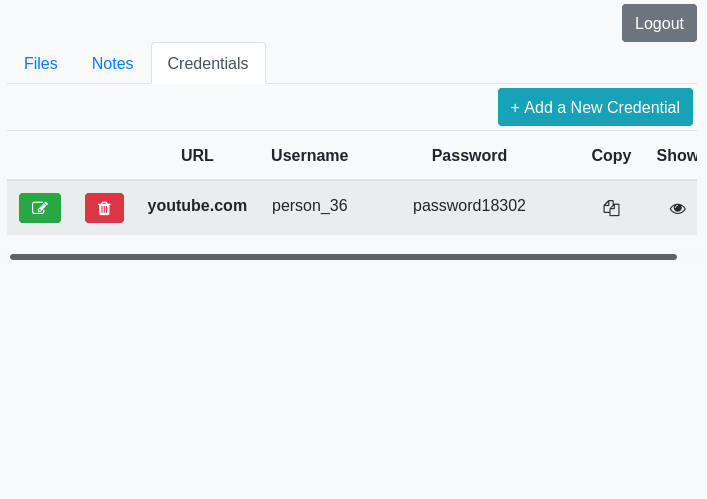 Logout
Files Notes Credentials
+ Add a New Credential
URL Username Password Copy Show
youtube.com person_36 password18302